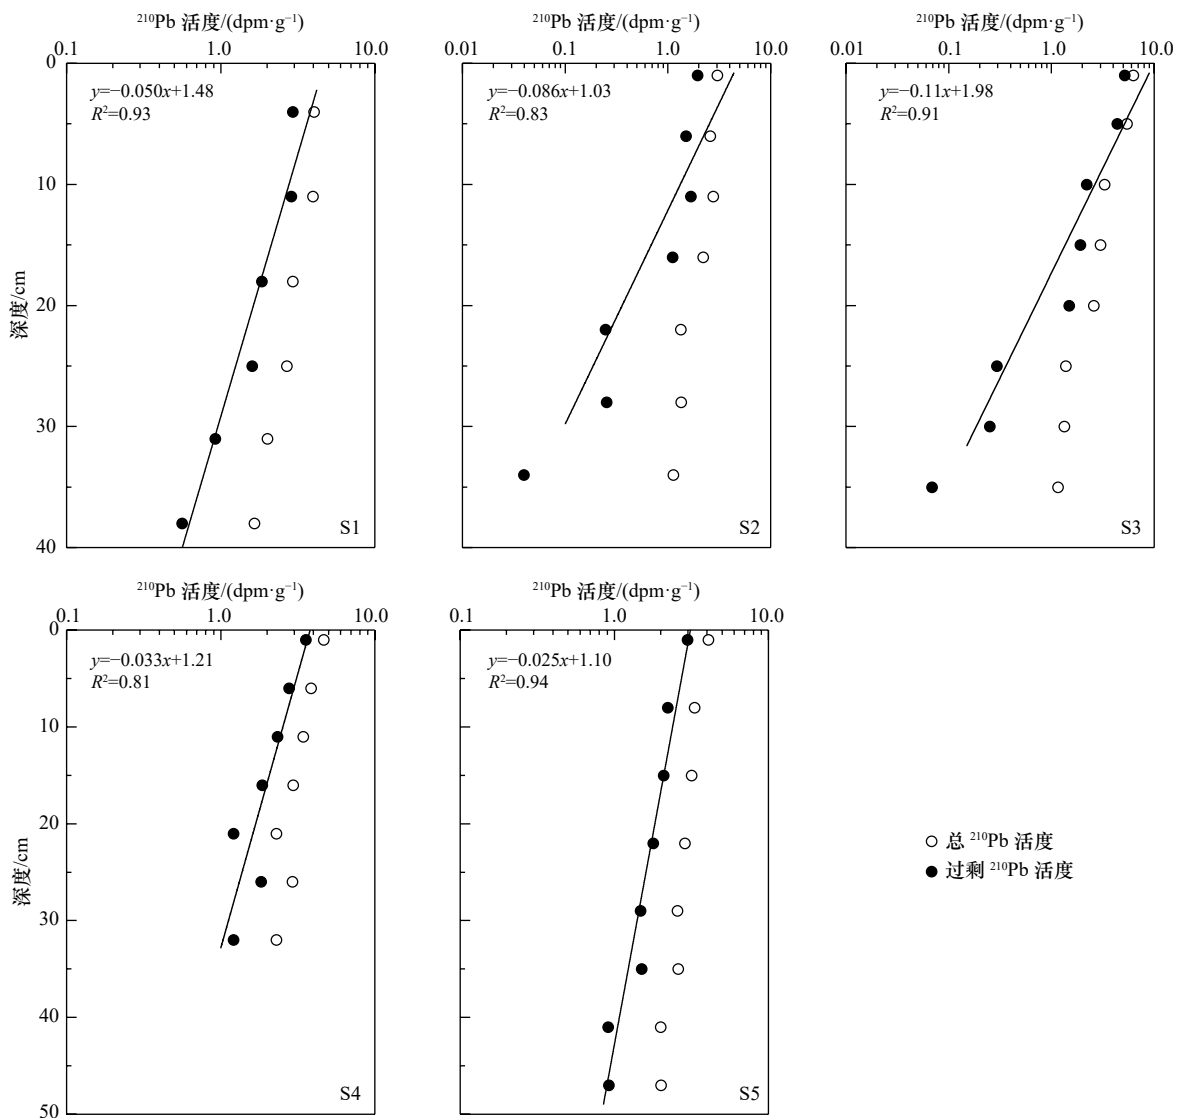 ²¹⁰Pb 活度/(dpm·g⁻¹)
0.1 1.0 10.0
y=−0.050x+1.48
R²=0.93
0
10
20
30
40
深度/cm
S1
²¹⁰Pb 活度/(dpm·g⁻¹)
0.01 0.1 1.0 10.0
y=−0.086x+1.03
R²=0.83
S2
²¹⁰Pb 活度/(dpm·g⁻¹)
0.01 0.1 1.0 10.0
y=−0.11x+1.98
R²=0.91
S3
²¹⁰Pb 活度/(dpm·g⁻¹)
0.1 1.0 10.0
y=−0.033x+1.21
R²=0.81
0
10
20
30
40
50
深度/cm
S4
²¹⁰Pb 活度/(dpm·g⁻¹)
0.1 1.0 10.0
y=−0.025x+1.10
R²=0.94
S5
总 ²¹⁰Pb 活度
过剩 ²¹⁰Pb 活度